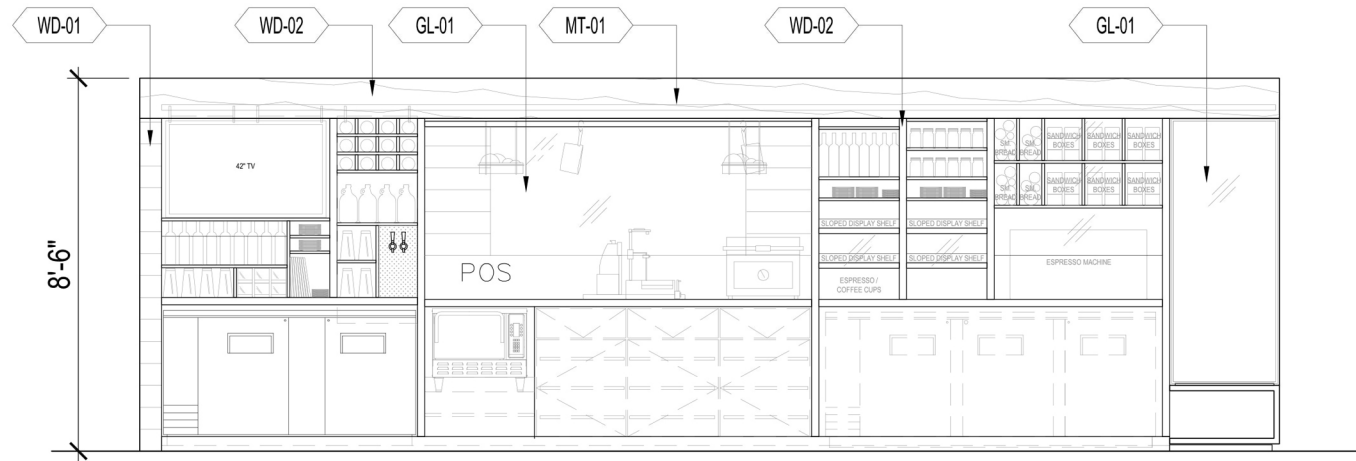 WD-01
WD-02
GL-01
MT-01
WD-02
GL-01
8'-6"
42" TV
POS
SLOPED DISPLAY SHELF
SLOPED DISPLAY SHELF
SLOPED DISPLAY SHELF
SLOPED DISPLAY SHELF
ESPRESSO /
COFFEE CUPS
SM.
BREAD
SM.
BREAD
SANDWICH
BOXES
SANDWICH
BOXES
SANDWICH
BOXES
SM.
BREAD
SM.
BREAD
SANDWICH
BOXES
SANDWICH
BOXES
SANDWICH
BOXES
ESPRESSO MACHINE